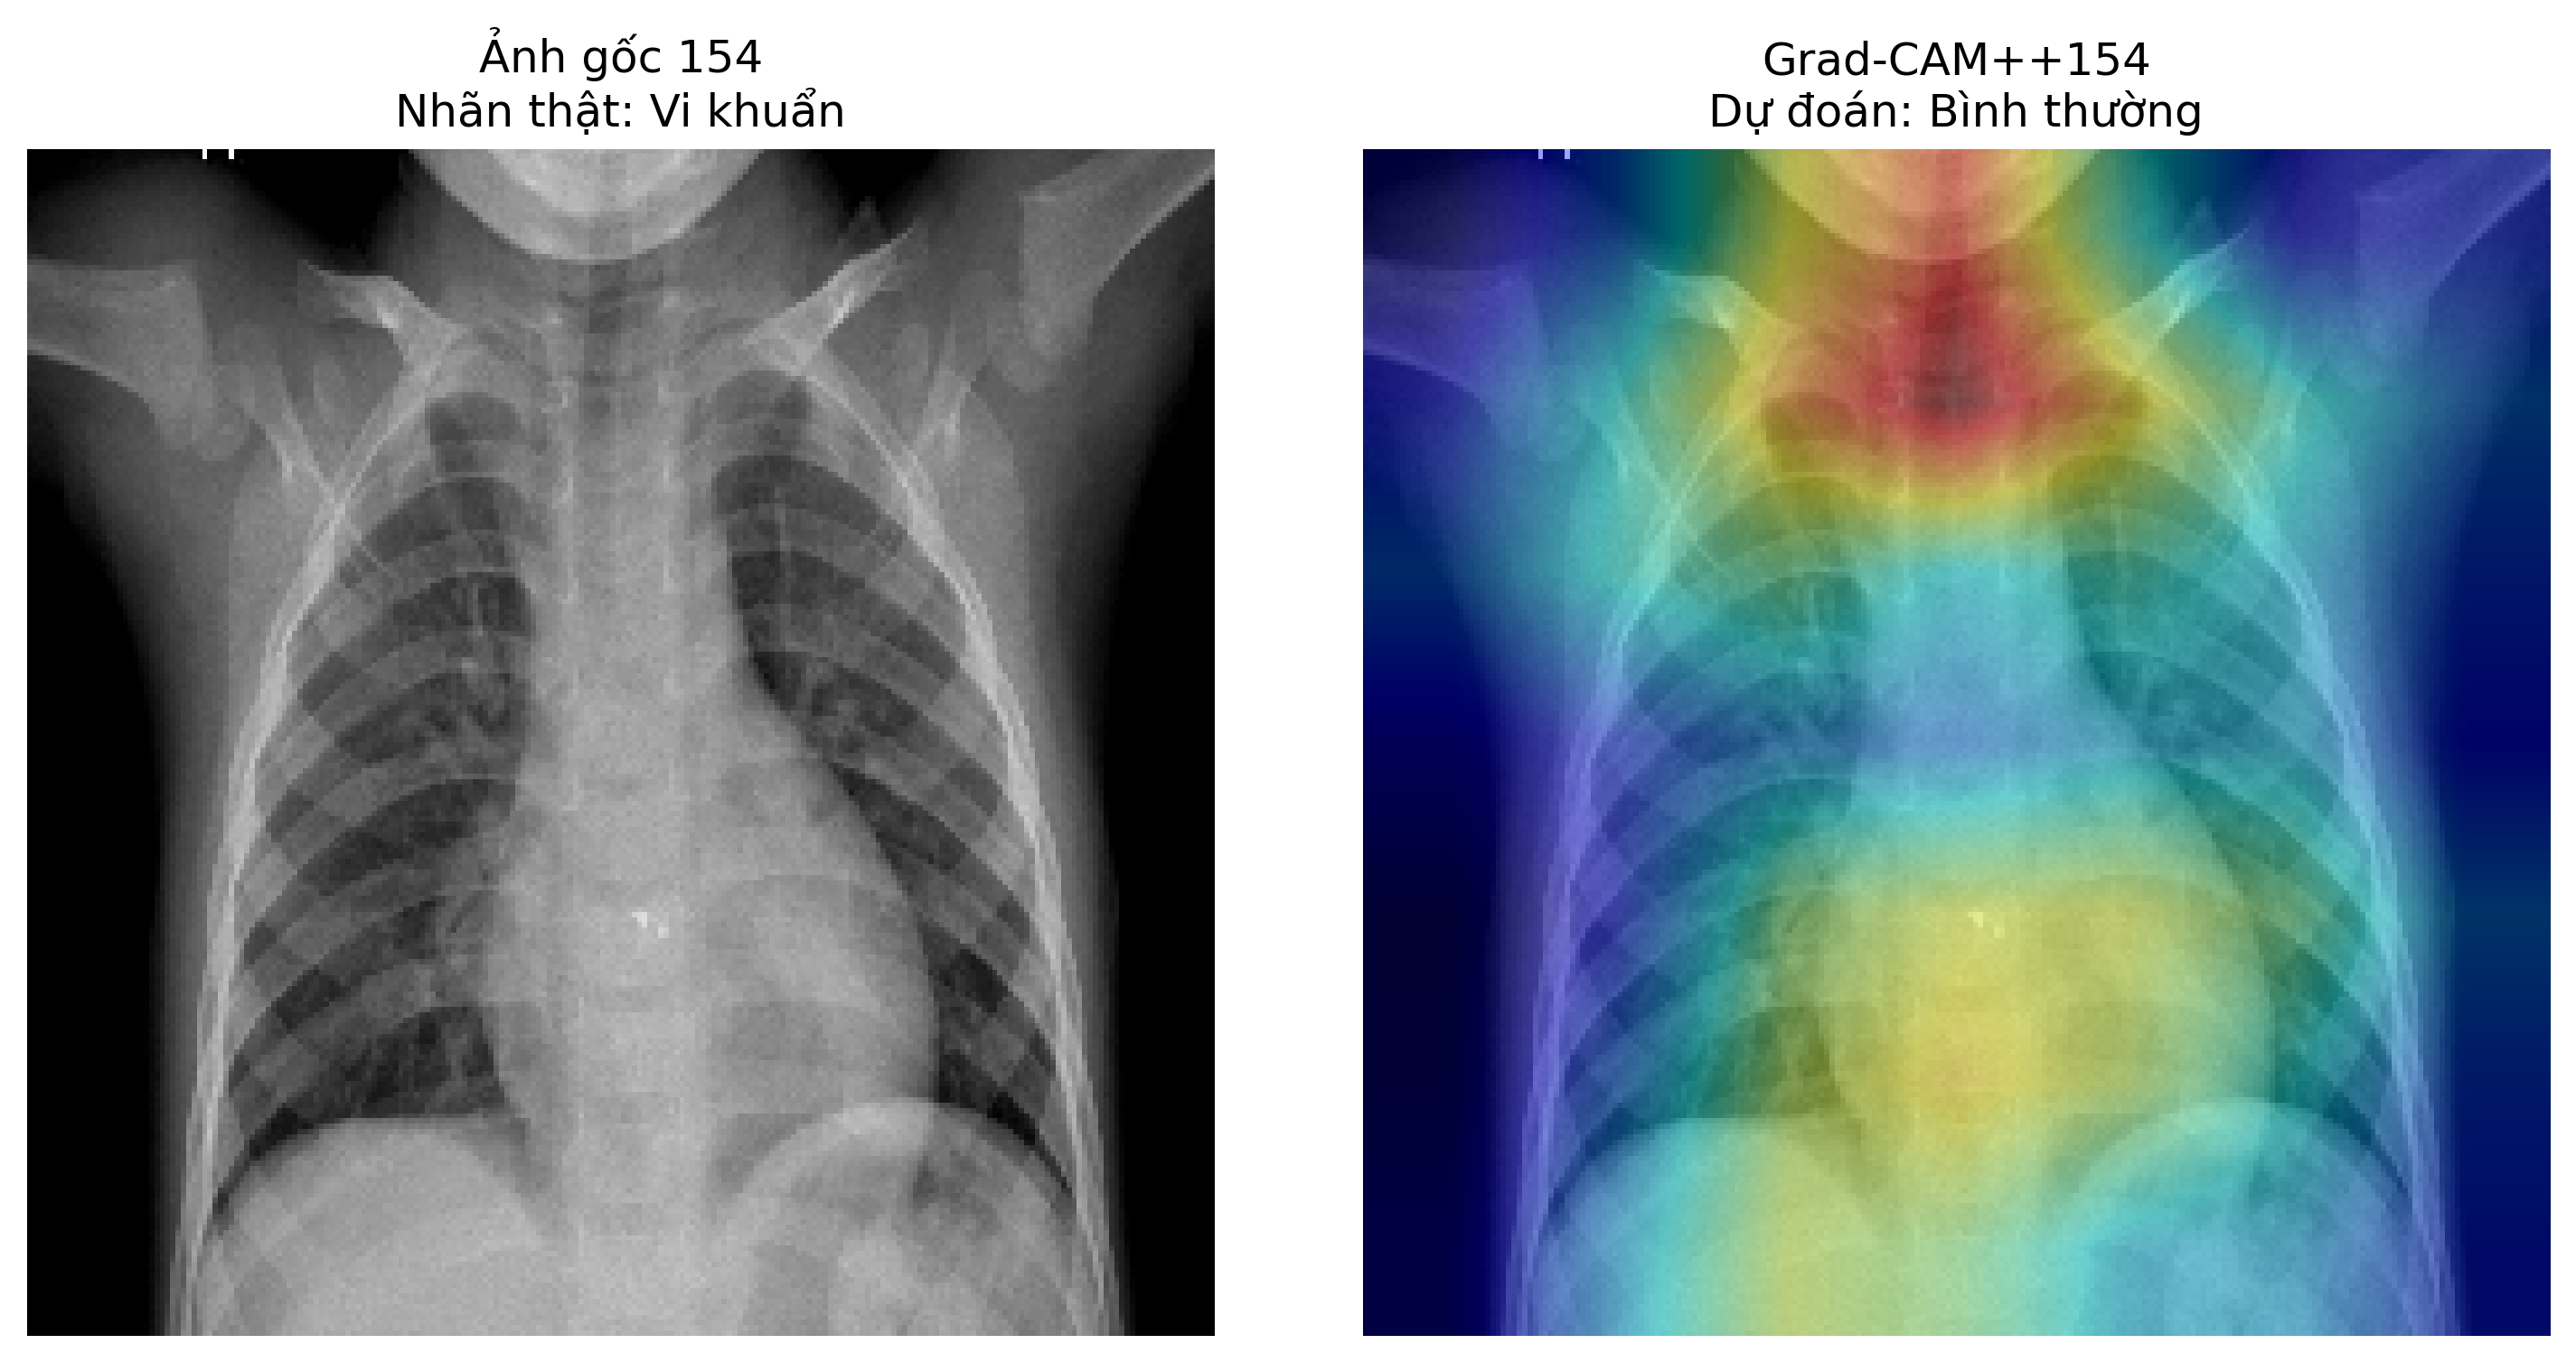 Ảnh gốc 154
Nhãn thật: Vi khuẩn
Grad-CAM++154
Dự đoán: Bình thường